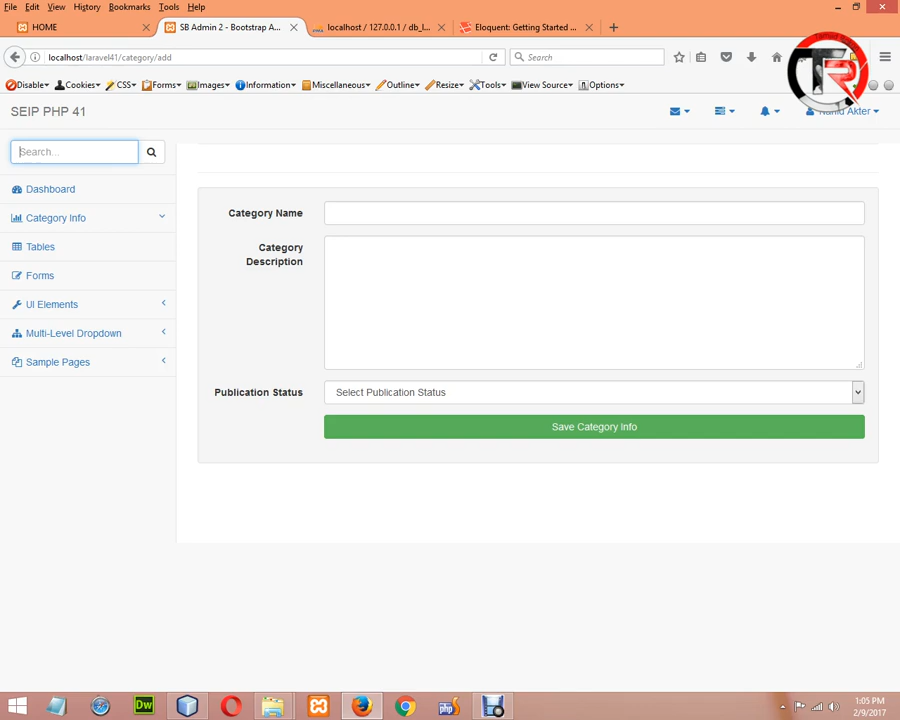 File Edit View History Bookmarks Tools Help
HOME
SB Admin 2 - Bootstrap A...
localhost / 127.0.0.1 / db_l...
Eloquent: Getting Started ...
localhost/laravel41/category/add
Search
Disable Cookies CSS Forms Images Information Miscellaneous Outline Resize Tools View Source Options
SEIP PHP 41
Nahid Akter
Search...
Dashboard
Category Info
Tables
Forms
UI Elements
Multi-Level Dropdown
Sample Pages
Category Name
Category
Description
Publication Status
Select Publication Status
Save Category Info
Dw
1:05 PM
2/9/2017